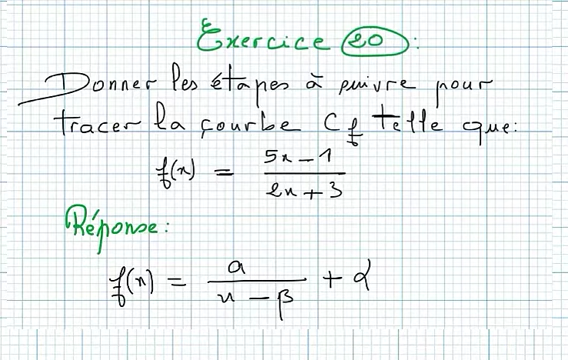 Exercice 20 :
Donner les étapes à suivre pour
tracer la courbe Cf telle que:
f(x) = (5x - 1)/(2x + 3)
Réponse:
f(x) = a/(x - β) + α